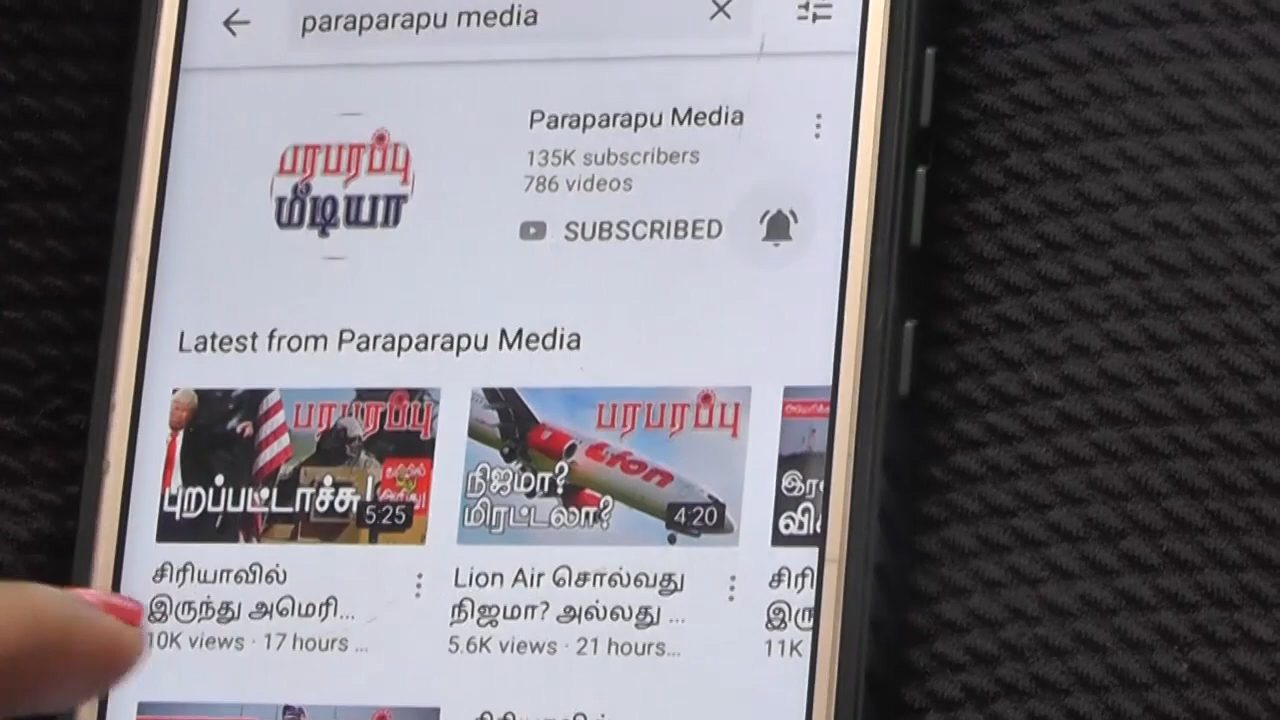 paraparapu media
பரபரப்பு
மீடியா
Paraparapu Media
135K subscribers
786 videos
SUBSCRIBED
Latest from Paraparapu Media
பரபரப்பு
புறப்பட்டாச்சு!
5:25
பரபரப்பு
Lion
நிஜமா?
மிரட்டலா?
4:20
சிரியாவில்
இருந்து அமெரி...
10K views · 17 hours ...
Lion Air சொல்வது
நிஜமா? அல்லது ...
5.6K views · 21 hours...
சிரி
இரு
11K